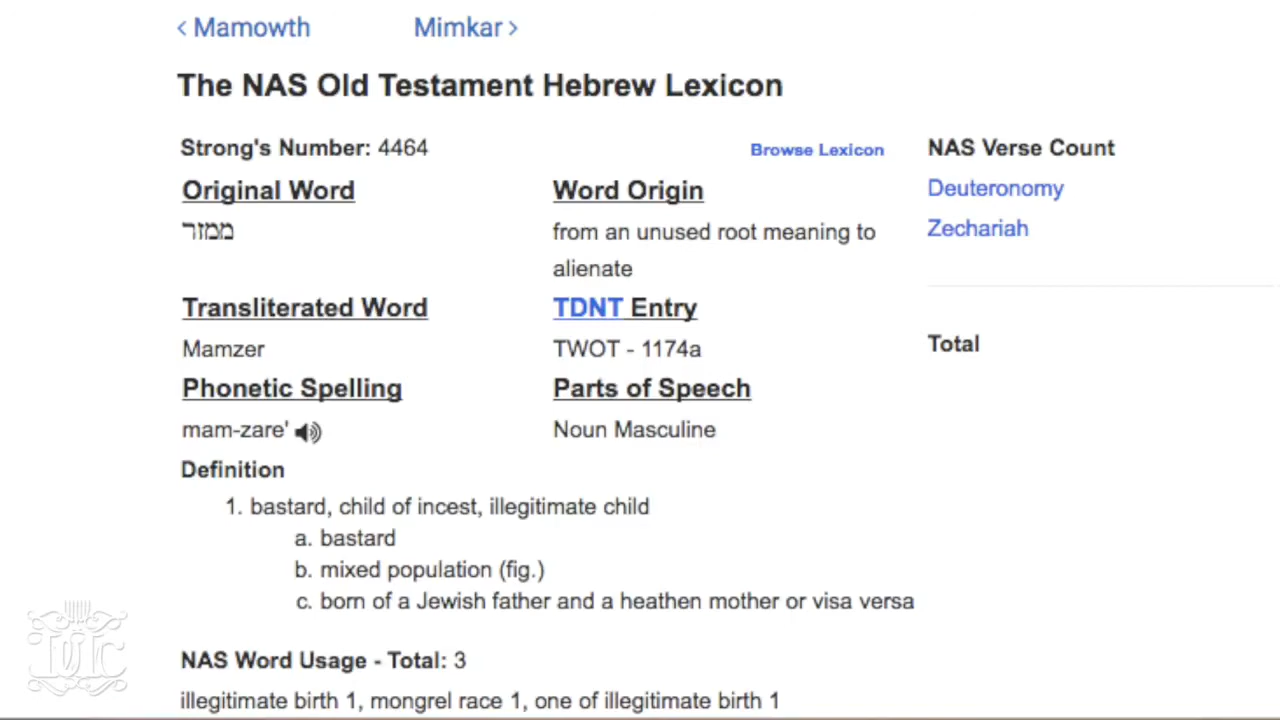 < Mamowth Mimkar >
The NAS Old Testament Hebrew Lexicon
Strong's Number: 4464 Browse Lexicon NAS Verse Count
Original Word Word Origin Deuteronomy
ממזר from an unused root meaning to Zechariah
alienate
Transliterated Word TDNT Entry
Mamzer TWOT - 1174a Total
Phonetic Spelling Parts of Speech
mam-zare' Noun Masculine
Definition
1. bastard, child of incest, illegitimate child
a. bastard
b. mixed population (fig.)
c. born of a Jewish father and a heathen mother or visa versa
NAS Word Usage - Total: 3
illegitimate birth 1, mongrel race 1, one of illegitimate birth 1
IUIC